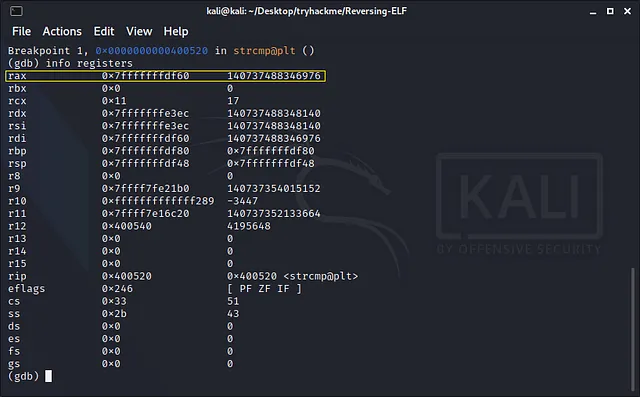 kali@kali: ~/Desktop/tryhackme/Reversing-ELF
File Actions Edit View Help
Breakpoint 1, 0×0000000000400520 in strcmp@plt ()
(gdb) info registers
rax 0×7fffffffdf60 140737488346976
rbx 0×0 0
rcx 0×11 17
rdx 0×7fffffffe3ec 140737488348140
rsi 0×7fffffffe3ec 140737488348140
rdi 0×7fffffffdf60 140737488346976
rbp 0×7fffffffdf80 0×7fffffffdf80
rsp 0×7fffffffdf48 0×7fffffffdf48
r8 0×0 0
r9 0×7ffff7fe21b0 140737354015152
r10 0×fffffffffffff289 -3447
r11 0×7ffff7e16c20 140737352133664
r12 0×400540 4195648
r13 0×0 0
r14 0×0 0
r15 0×0 0
rip 0×400520 0×400520 <strcmp@plt>
eflags 0×246 [ PF ZF IF ]
cs 0×33 51
ss 0×2b 43
ds 0×0 0
es 0×0 0
fs 0×0 0
gs 0×0 0
(gdb)
KALI
BY OFFENSIVE SECURITY